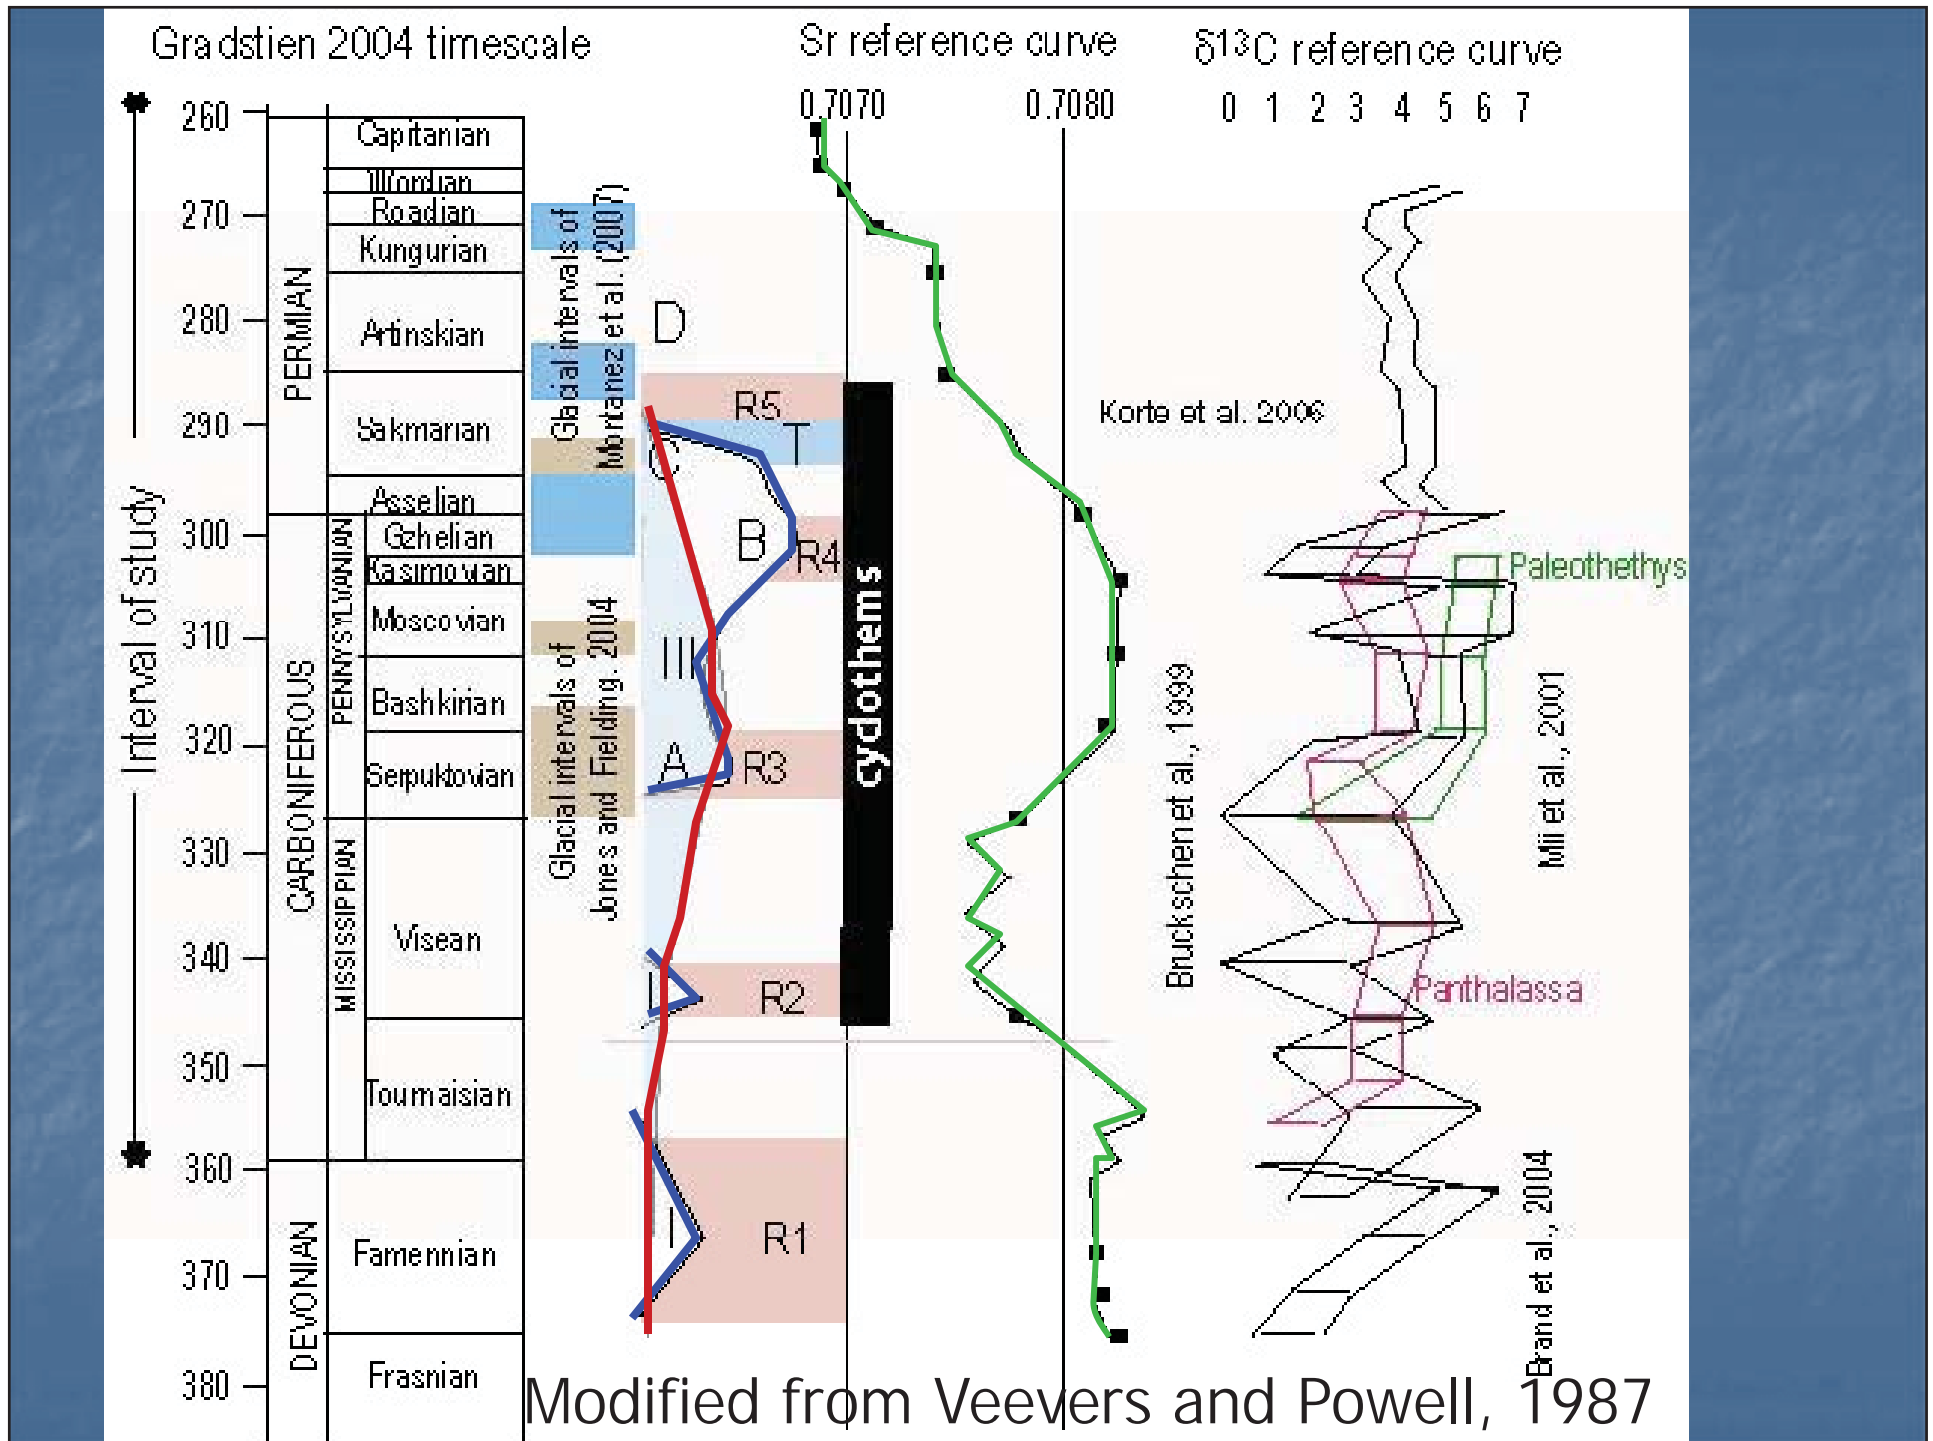 Gradstien 2004 timescale
Sr reference curve
δ13C reference curve
0.7070 0.7080
0 1 2 3 4 5 6 7
260
270
280
290
300
310
320
330
340
350
360
370
380
Interval of study
PERMIAN
CARBONIFEROUS
DEVONIAN
PENNYSYLWANIAN
MISSISSIPPIAN
Capitanian
Wordian
Roadian
Kungurian
Artinskian
Sakmarian
Asselian
Gzhelian
Kasimovian
Moscovian
Bashkirian
Serpuktovian
Visean
Toumaisian
Famennian
Frasnian
Glacial intervals of
Montanez et al. (2007)
Glacial intervals of
Jones and Fielding. 2004
D
R5
T
C
B
R4
III
A
R3
R2
I
R1
cydothems
Korte et al. 2006
Paleothethys
Bruckschen et al., 1999
Mii et al., 2001
Panthalassa
Brand et al., 2004
Modified from Veevers and Powell, 1987